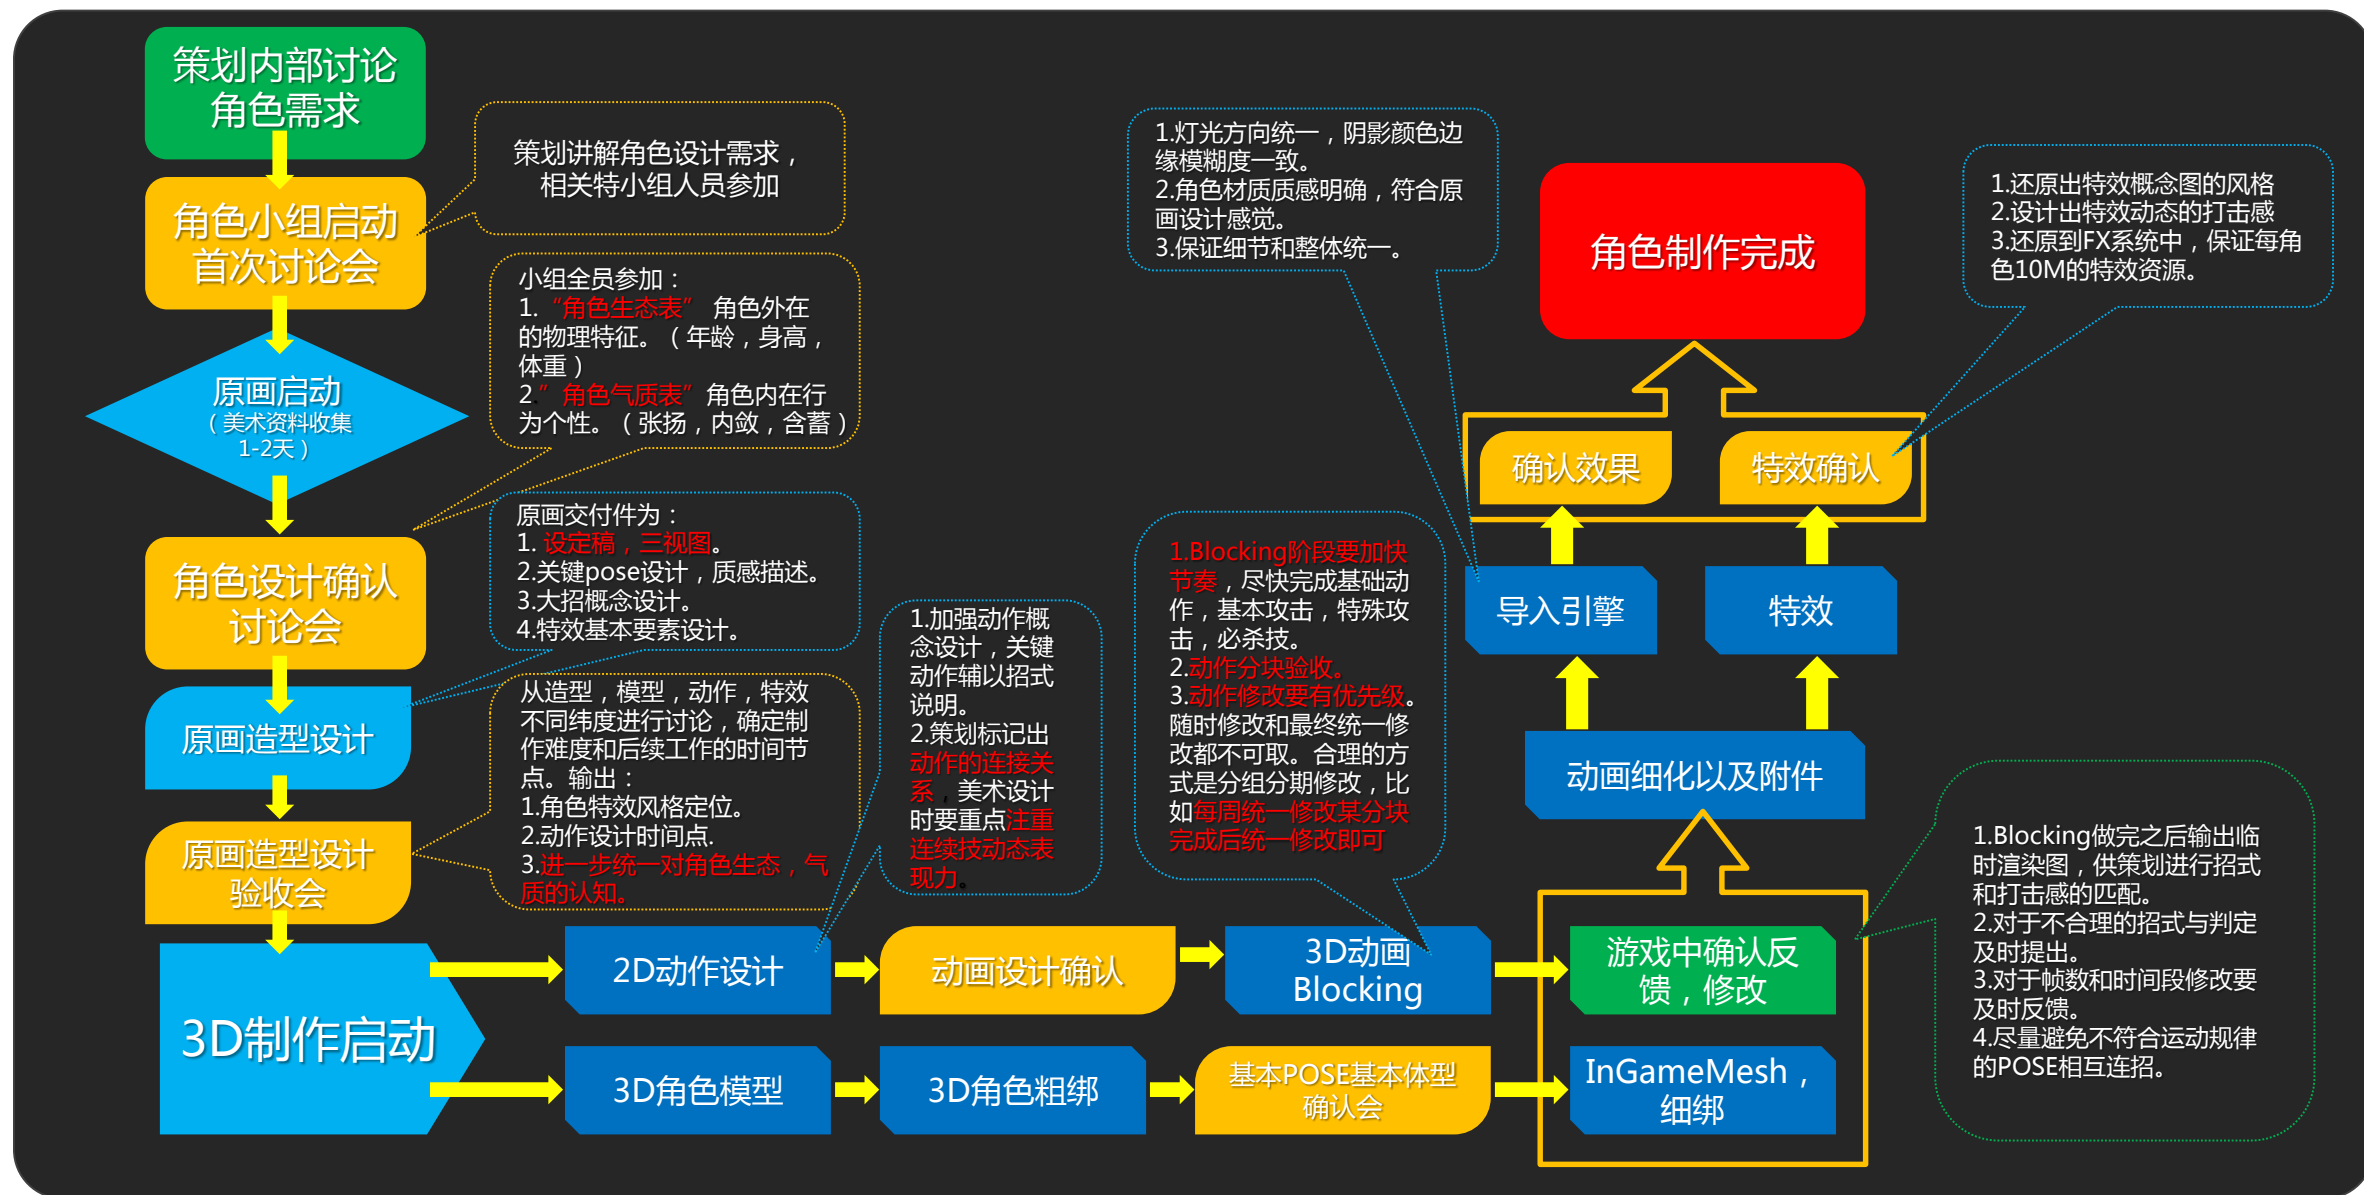 策划内部讨论
角色需求
角色小组启动
首次讨论会
原画启动
（美术资料收集
1-2天）
角色设计确认
讨论会
原画造型设计
原画造型设计
验收会
3D制作启动
策划讲解角色设计需求，
相关特小组人员参加
小组全员参加：
1.“角色生态表” 角色外在
的物理特征。（年龄，身高，
体重）
2.”角色气质表”角色内在行
为个性。（张扬，内敛，含蓄）
原画交付件为：
1. 设定稿，三视图。
2.关键pose设计，质感描述。
3.大招概念设计。
4.特效基本要素设计。
从造型，模型，动作，特效
不同纬度进行讨论，确定制
作难度和后续工作的时间节
点。输出：
1.角色特效风格定位。
2.动作设计时间点.
3.进一步统一对角色生态，气
质的认知。
1.加强动作概
念设计，关键
动作辅以招式
说明。
2.策划标记出
动作的连接关
系，美术设计
时要重点注重
连续技动态表
现力。
1.Blocking阶段要加快
节奏，尽快完成基础动
作，基本攻击，特殊攻
击，必杀技。
2.动作分块验收。
3.动作修改要有优先级。
随时修改和最终统一修
改都不可取。合理的方
式是分组分期修改，比
如每周统一修改某分块
完成后统一修改即可
1.灯光方向统一，阴影颜色边
缘模糊度一致。
2.角色材质质感明确，符合原
画设计感觉。
3.保证细节和整体统一。
角色制作完成
1.还原出特效概念图的风格
2.设计出特效动态的打击感
3.还原到FX系统中，保证每角
色10M的特效资源。
确认效果
特效确认
导入引擎
特效
动画细化以及附件
1.Blocking做完之后输出临
时渲染图，供策划进行招式
和打击感的匹配。
2.对于不合理的招式与判定
及时提出。
3.对于帧数和时间段修改要
及时反馈。
4.尽量避免不符合运动规律
的POSE相互连招。
2D动作设计
动画设计确认
3D动画
Blocking
游戏中确认反
馈，修改
3D角色模型
3D角色粗绑
基本POSE基本体型
确认会
InGameMesh，
细绑